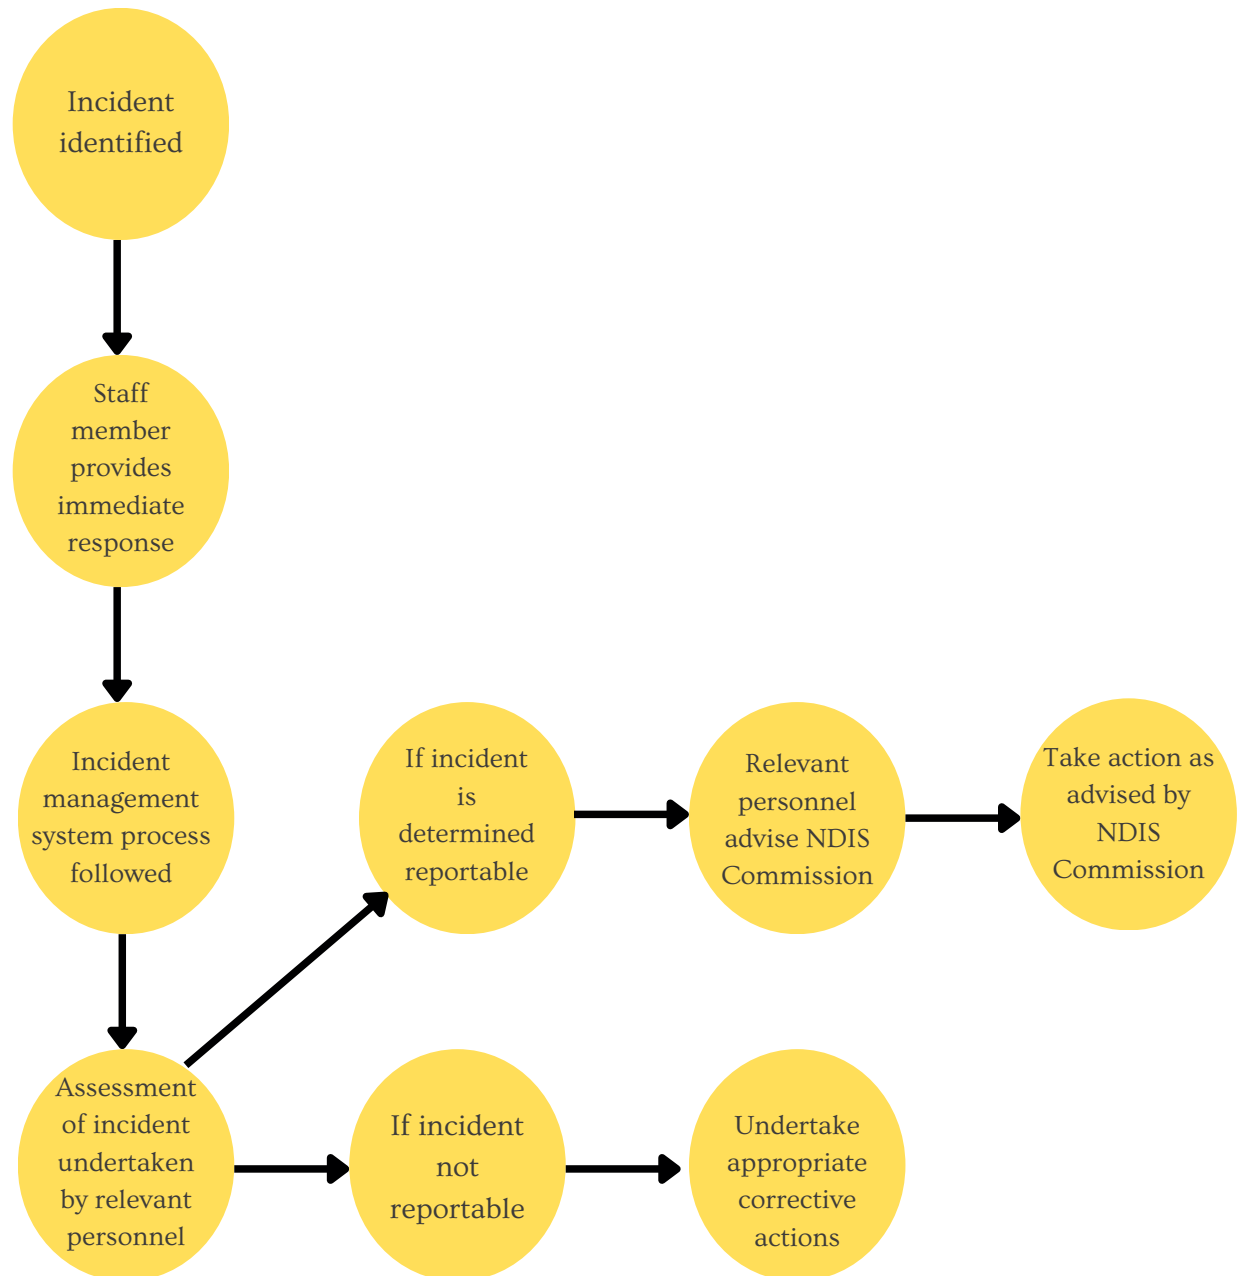 Incident
identified
Staff
member
provides
immediate
response
Incident
management
system process
followed
If incident
is
determined
reportable
Relevant
personnel
advise NDIS
Commission
Take action as
advised by
NDIS
Commission
Assessment
of incident
undertaken
by relevant
personnel
If incident
not
reportable
Undertake
appropriate
corrective
actions